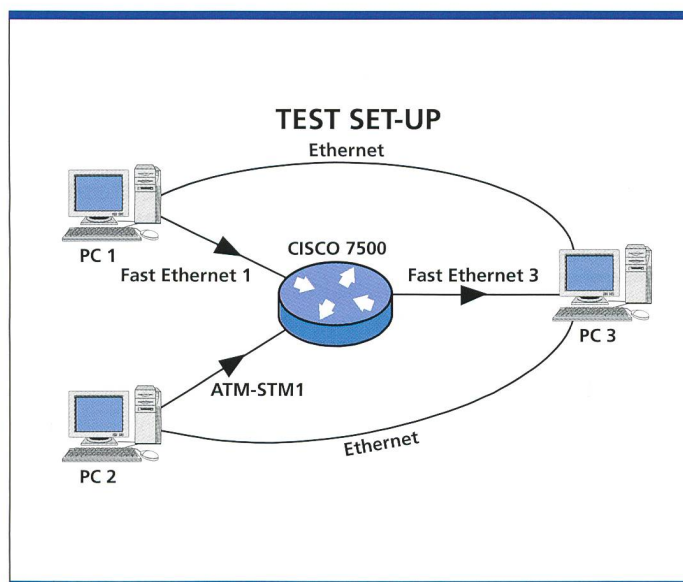 TEST SET-UP
Ethernet
PC 1
CISCO 7500
Fast Ethernet 1
Fast Ethernet 3
PC 3
ATM-STM1
PC 2
Ethernet